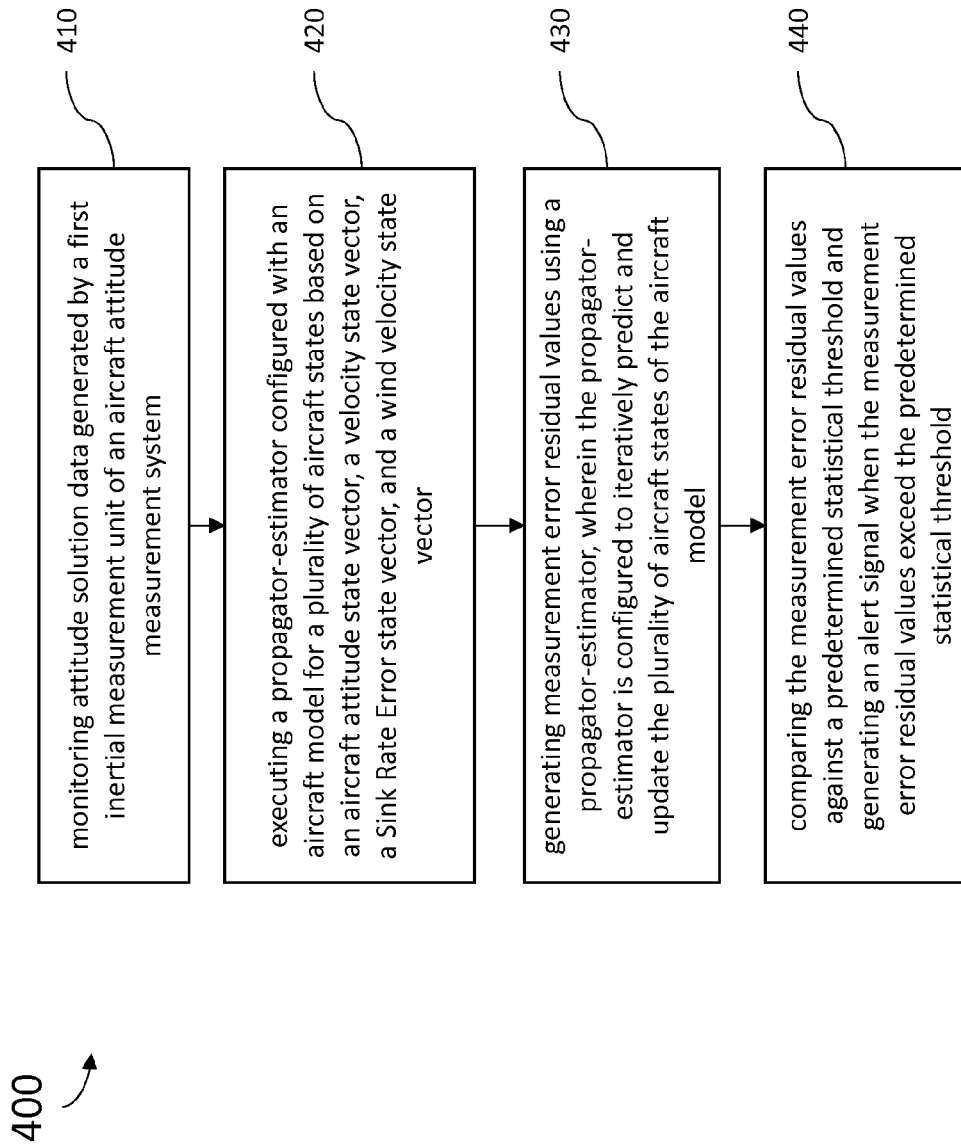 400
monitoring attitude solution data generated by a first
inertial measurement unit of an aircraft attitude
measurement system
410
executing a propagator-estimator configured with an
aircraft model for a plurality of aircraft states based on
an aircraft attitude state vector, a velocity state vector,
a Sink Rate Error state vector, and a wind velocity state
vector
420
generating measurement error residual values using a
propagator-estimator, wherein the propagator-
estimator is configured to iteratively predict and
update the plurality of aircraft states of the aircraft
model
430
comparing the measurement error residual values
against a predetermined statistical threshold and
generating an alert signal when the measurement
error residual values exceed the predetermined
statistical threshold
440